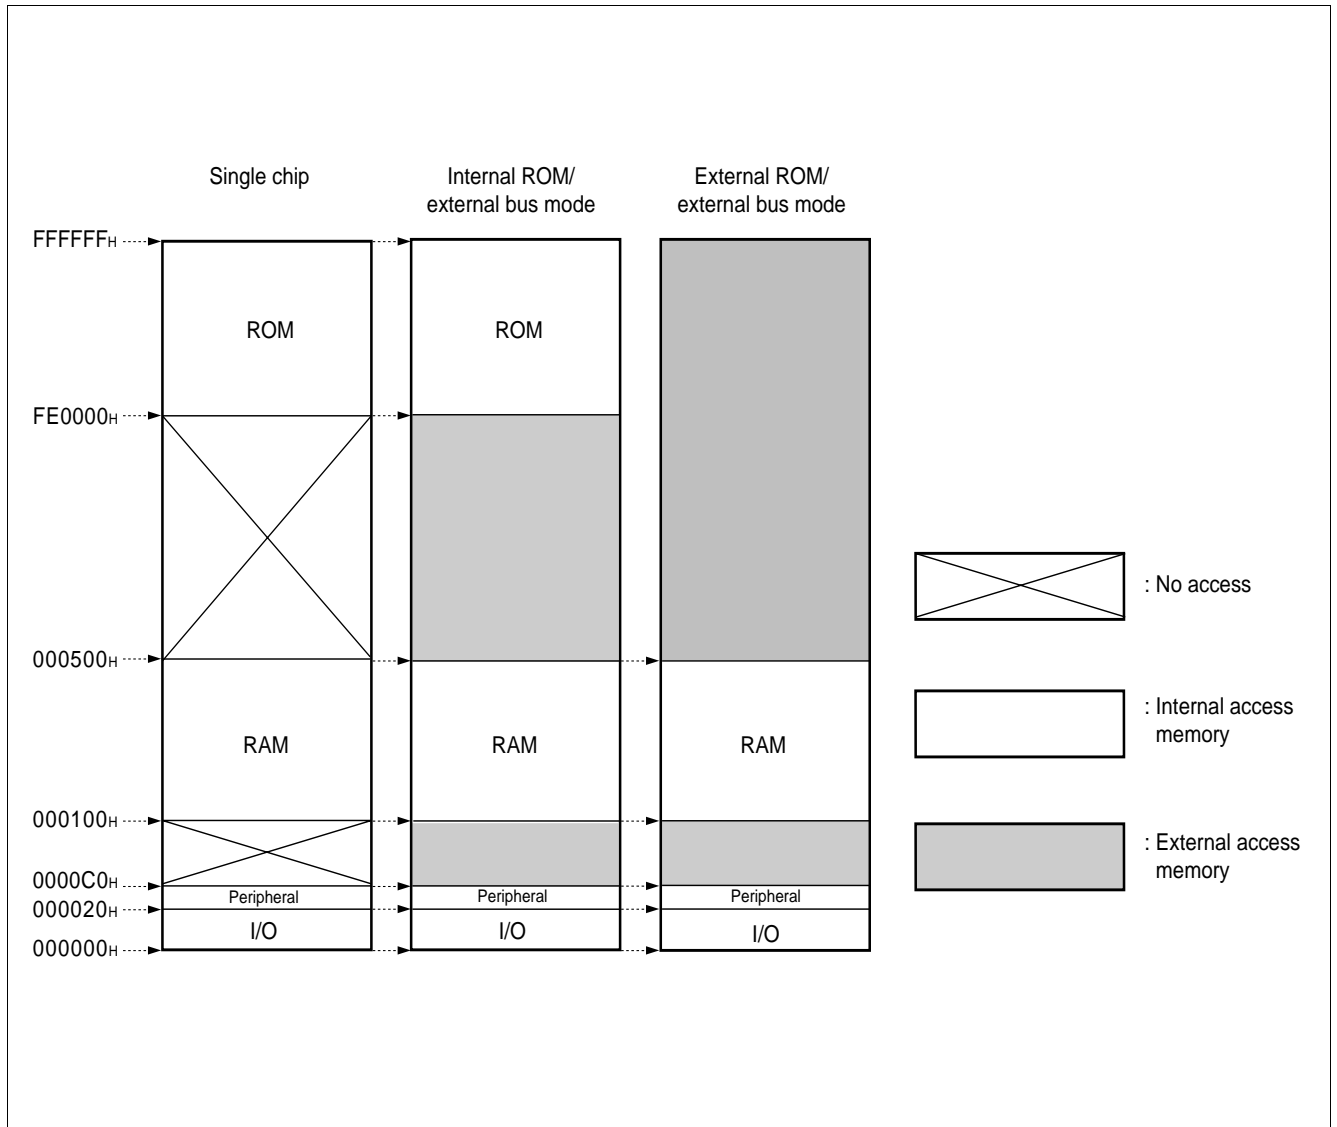 Single chip
Internal ROM/
external bus mode
External ROM/
external bus mode
FFFFFFH
ROM
ROM
FE0000H
: No access
000500H
: Internal access
memory
RAM
RAM
RAM
000100H
: External access
memory
0000C0H
Peripheral
Peripheral
Peripheral
000020H
I/O
I/O
I/O
000000H